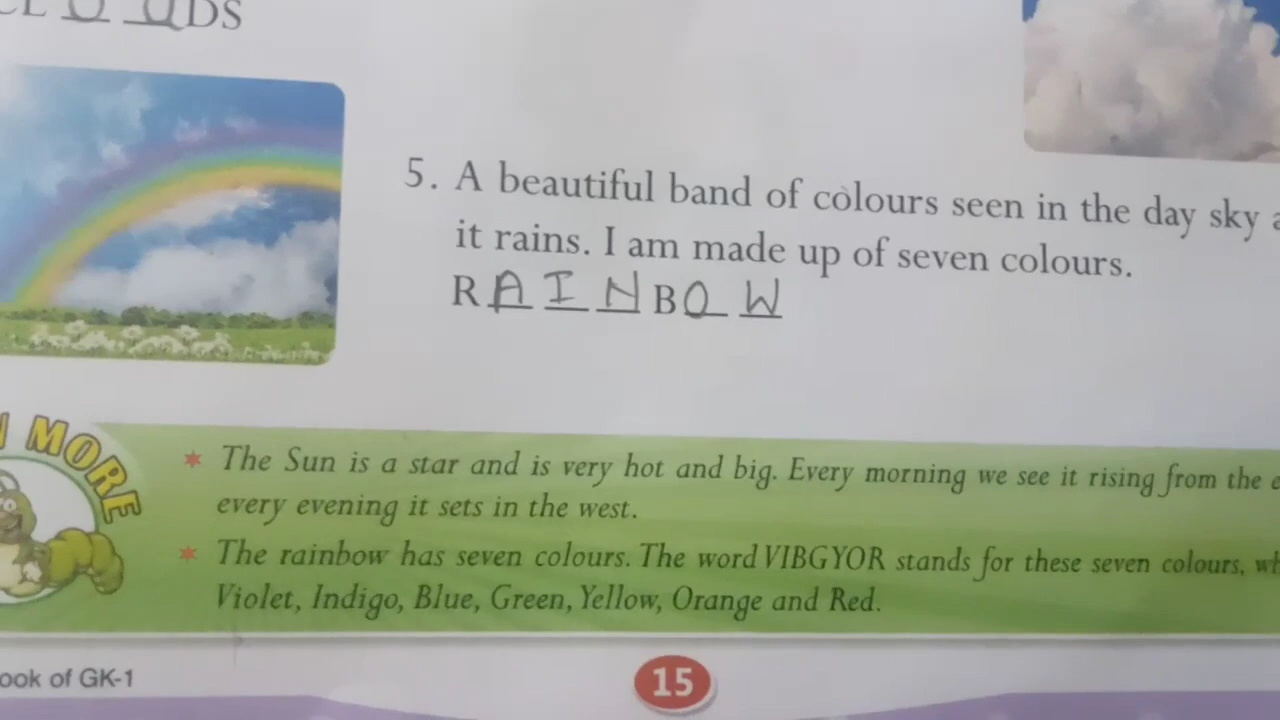 CLOUDS
5. A beautiful band of colours seen in the day sky
it rains. I am made up of seven colours.
RAINBOW
MORE
* The Sun is a star and is very hot and big. Every morning we see it rising from the
every evening it sets in the west.
* The rainbow has seven colours. The word VIBGYOR stands for these seven colours,
Violet, Indigo, Blue, Green, Yellow, Orange and Red.
of GK-1
15